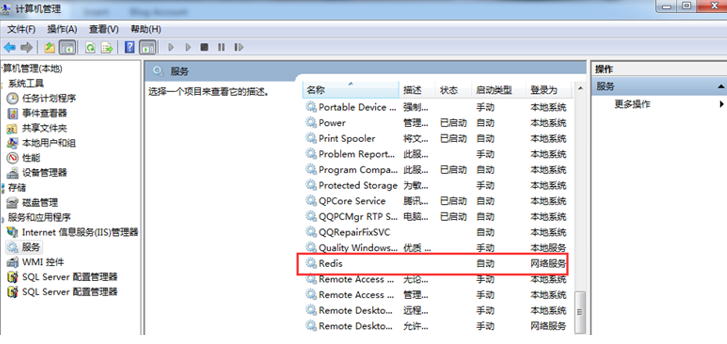 Insert Blog Account
计算机管理
文件(F) 操作(A) 查看(V) 帮助(H)
算机管理(本地)
系统工具
任务计划程序
事件查看器
共享文件夹
本地用户和组
性能
设备管理器
存储
磁盘管理
服务和应用程序
Internet 信息服务(IIS)管理器
服务
WMI 控件
SQL Server 配置管理器
SQL Server 配置管理器
服务
选择一个项目来查看它的描述。
名称 描述 状态 启动类型 登录为
Portable Device ... 强制... 手动 本地系统
Power 管理... 已启动 自动 本地系统
Print Spooler 将文... 已启动 自动 本地系统
Problem Report... 此服... 手动 本地系统
Program Compa... 此服... 已启动 自动 本地系统
Protected Storage 为敏... 手动 本地系统
QPCore Service 腾讯... 已启动 自动 本地系统
QQPCMgr RTP S... 电脑... 已启动 自动 本地系统
QQRepairFixSVC 自动 本地系统
Quality Windows... 优质 ... 手动 本地服务
Redis 自动 网络服务
Remote Access ... 无论... 手动 本地系统
Remote Access ... 管理... 手动 本地系统
Remote Deskto... 远程... 手动 本地系统
Remote Deskto... 允许... 手动 网络服务
操作
服务
更多操作